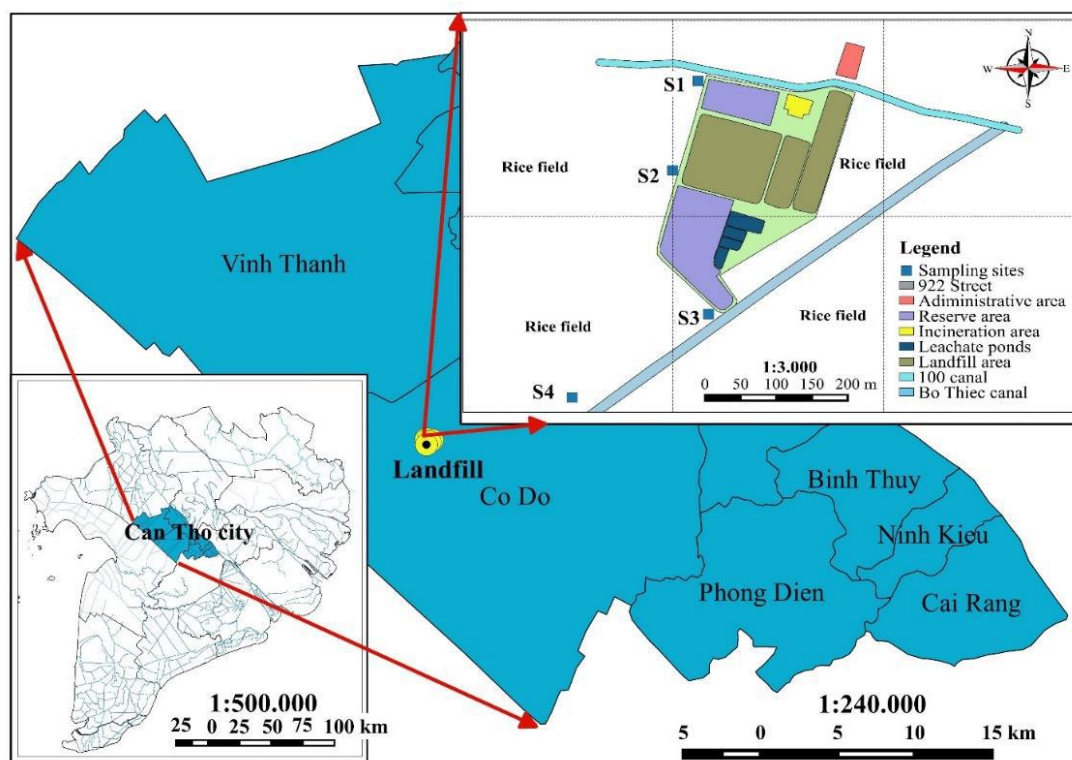 Vinh Thanh
Landfill
Co Do
Binh Thuy
Ninh Kieu
Phong Dien
Cai Rang
1:240.000
5 0 5 10 15 km
N
W E
S
S1
S2
S3
S4
Rice field
Rice field
Rice field
Rice field
1:3.000
0 50 100 150 200 m
Legend
Sampling sites
922 Street
Adiministrative area
Reserve area
Incineration area
Leachate ponds
Landfill area
100 canal
Bo Thiec canal
Can Tho city
1:500.000
25 0 25 50 75 100 km